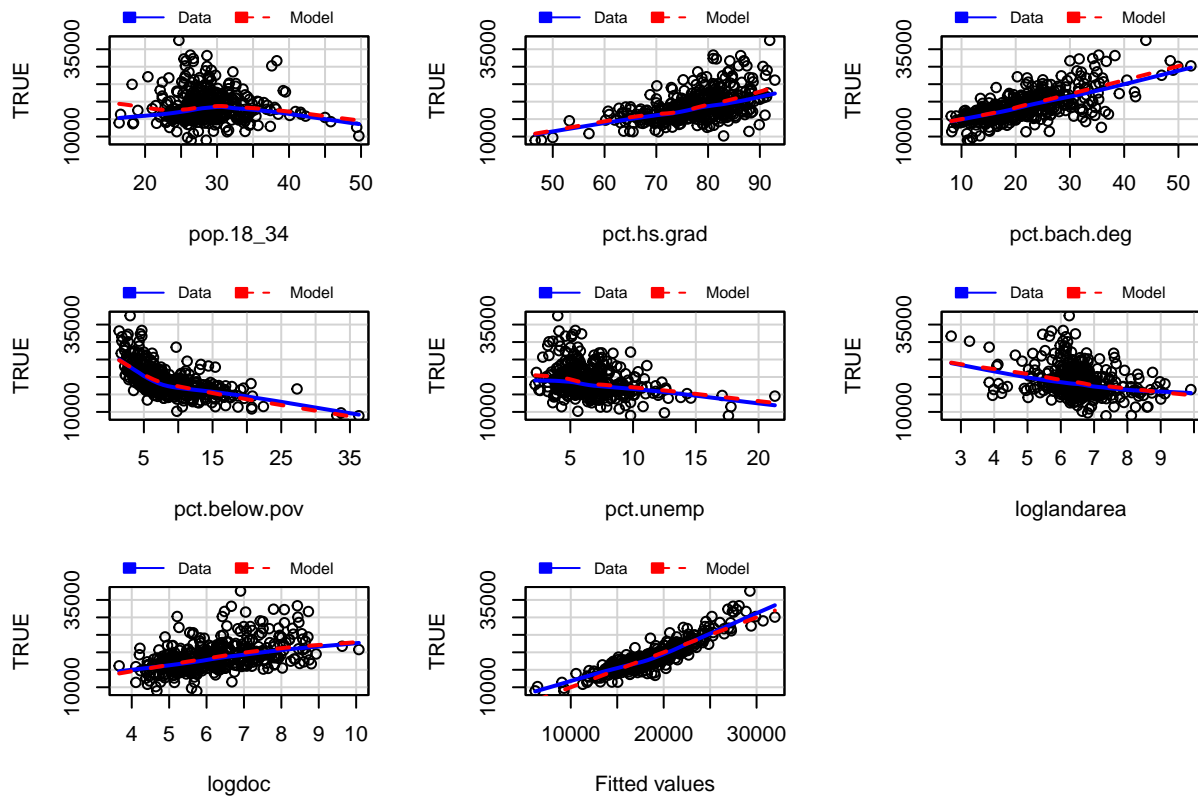 Data Model
TRUE
10000 35000
20 30 40 50
pop.18_34
Data Model
TRUE
10000 35000
50 60 70 80 90
pct.hs.grad
Data Model
TRUE
10000 35000
10 20 30 40 50
pct.bach.deg
Data Model
TRUE
10000 35000
5 15 25 35
pct.below.pov
Data Model
TRUE
10000 35000
5 10 15 20
pct.unemp
Data Model
TRUE
10000 35000
3 4 5 6 7 8 9
loglandarea
Data Model
TRUE
10000 35000
4 5 6 7 8 9 10
logdoc
Data Model
TRUE
10000 35000
10000 20000 30000
Fitted values